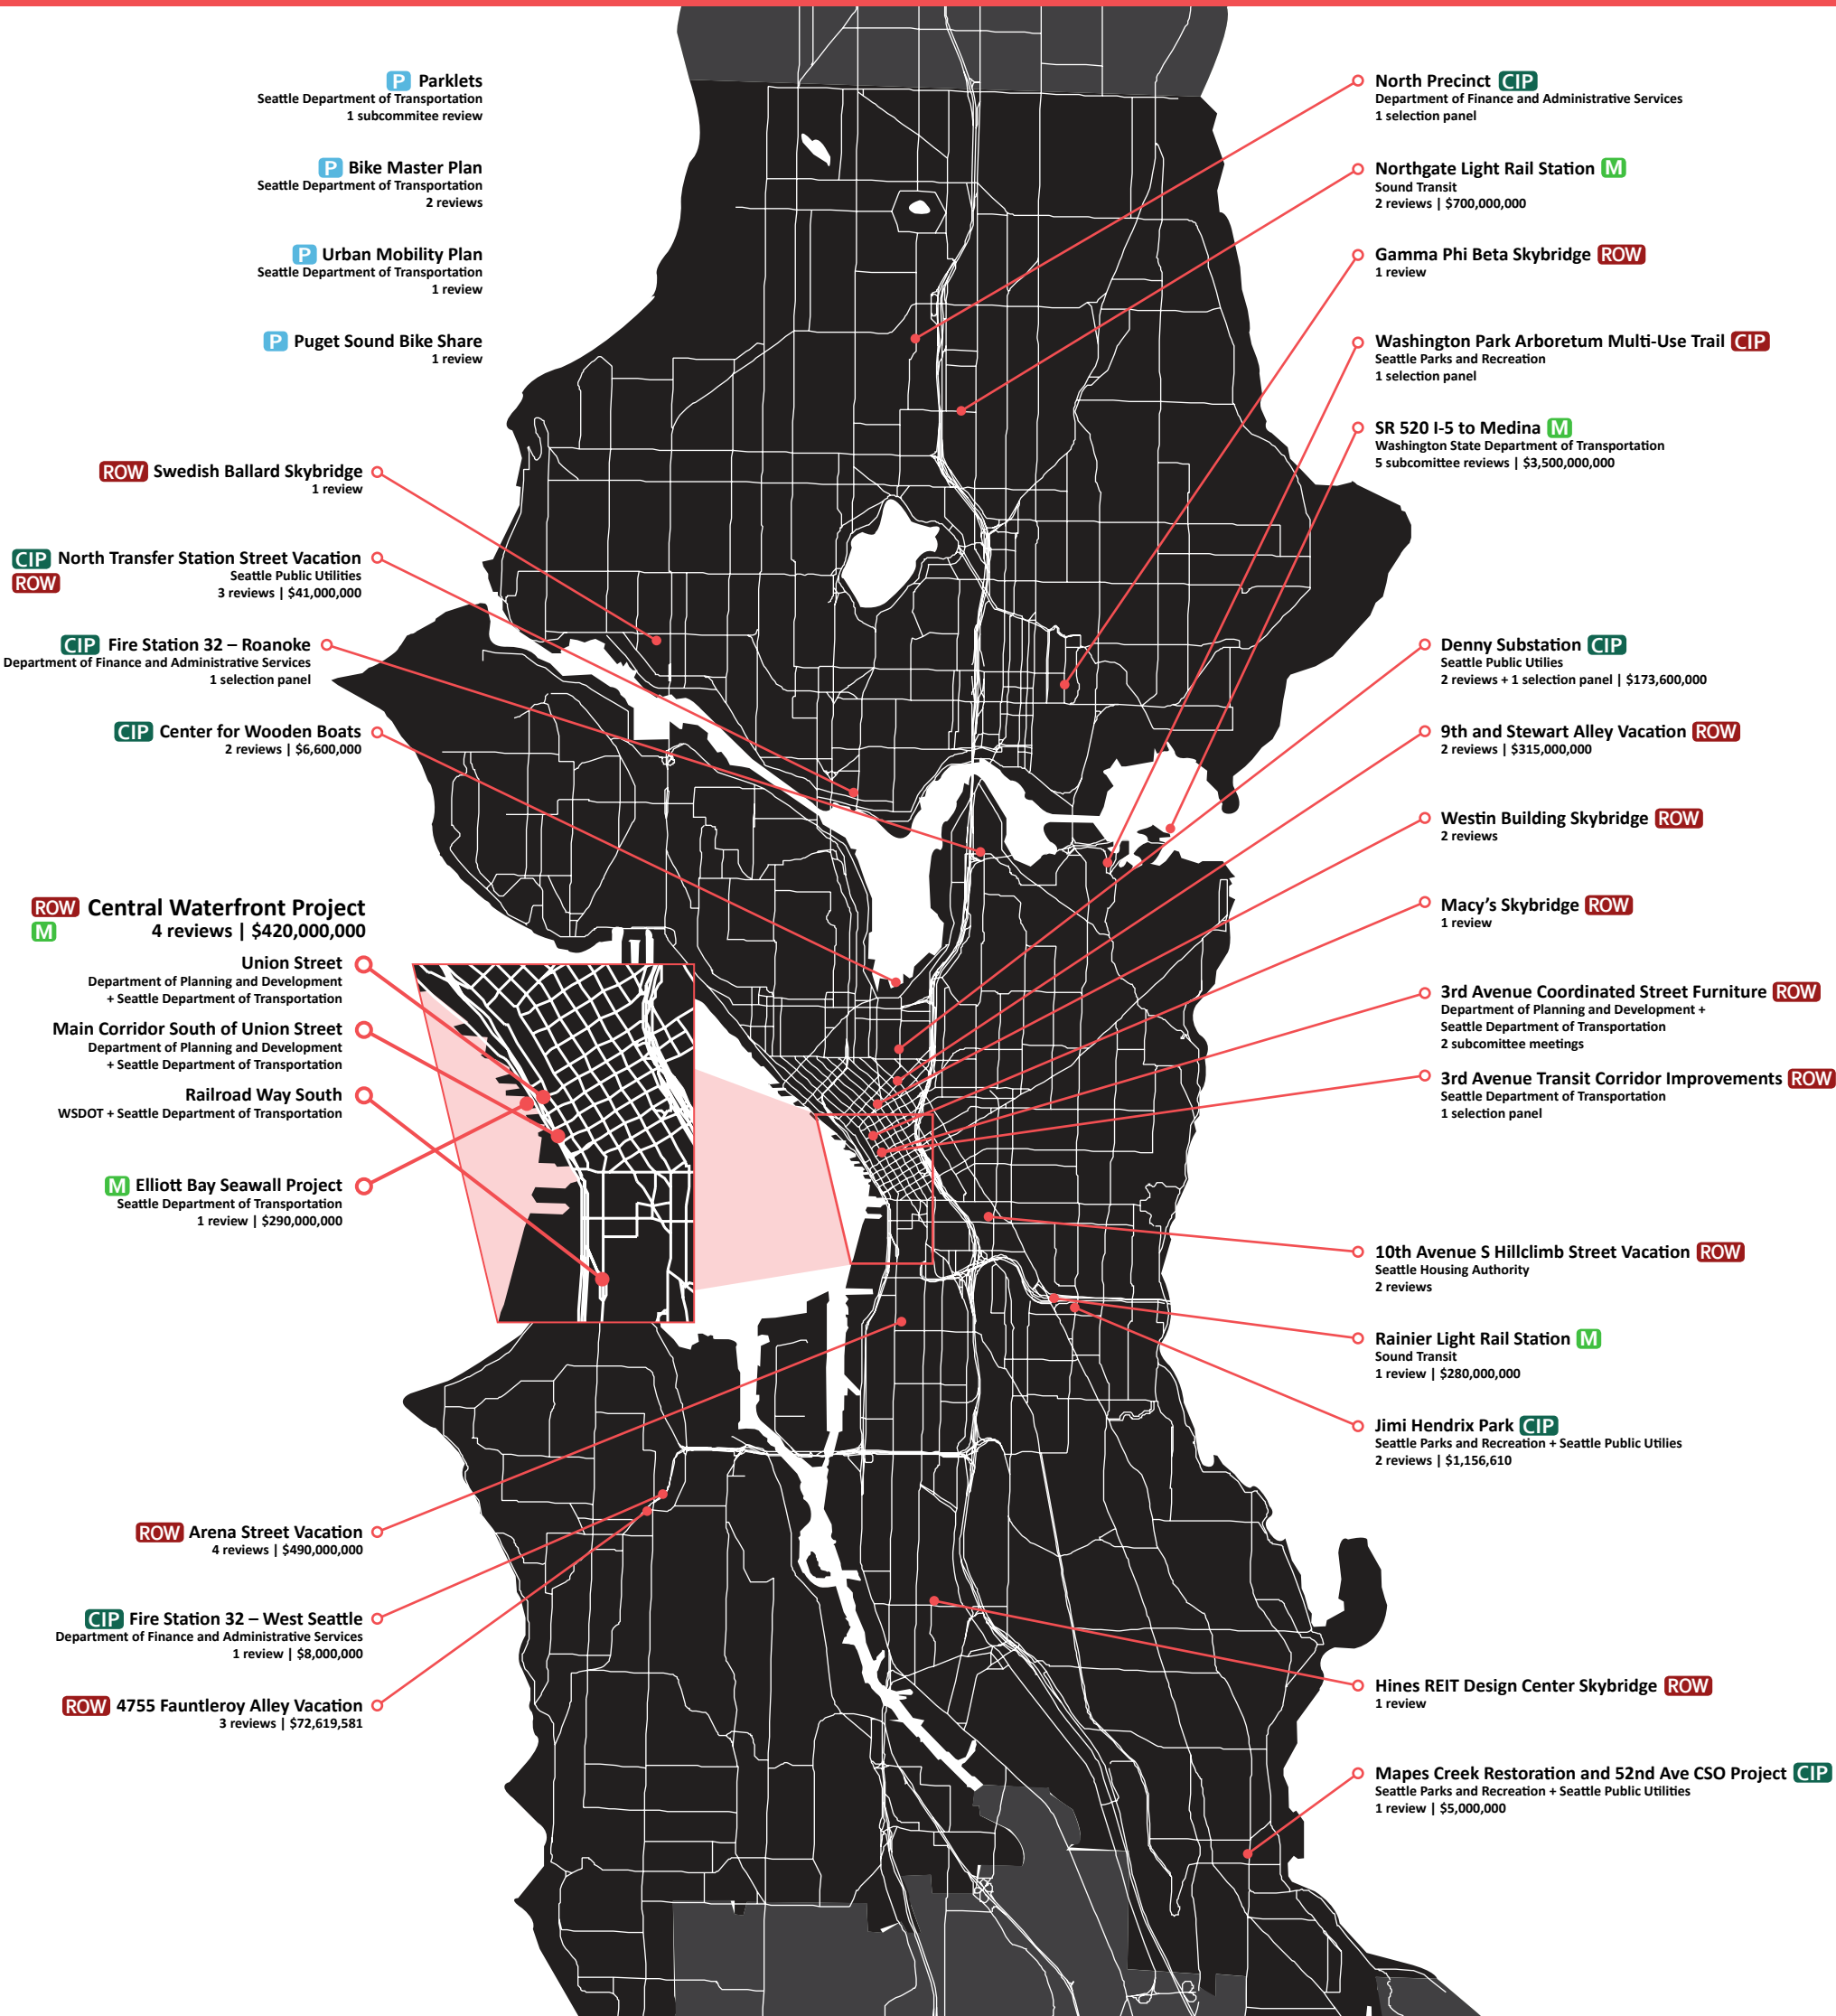 P Parklets
Seattle Department of Transportation
1 subcommitee review
P Bike Master Plan
Seattle Department of Transportation
2 reviews
P Urban Mobility Plan
Seattle Department of Transportation
1 review
P Puget Sound Bike Share
1 review
ROW Swedish Ballard Skybridge
1 review
CIP North Transfer Station Street Vacation
ROW Seattle Public Utilities
3 reviews | $41,000,000
CIP Fire Station 32 – Roanoke
Department of Finance and Administrative Services
1 selection panel
CIP Center for Wooden Boats
2 reviews | $6,600,000
ROW Central Waterfront Project
M 4 reviews | $420,000,000
Union Street
Department of Planning and Development
+ Seattle Department of Transportation
Main Corridor South of Union Street
Department of Planning and Development
+ Seattle Department of Transportation
Railroad Way South
WSDOT + Seattle Department of Transportation
M Elliott Bay Seawall Project
Seattle Department of Transportation
1 review | $290,000,000
ROW Arena Street Vacation
4 reviews | $490,000,000
CIP Fire Station 32 – West Seattle
Department of Finance and Administrative Services
1 review | $8,000,000
ROW 4755 Fauntleroy Alley Vacation
3 reviews | $72,619,581
North Precinct CIP
Department of Finance and Administrative Services
1 selection panel
Northgate Light Rail Station M
Sound Transit
2 reviews | $700,000,000
Gamma Phi Beta Skybridge ROW
1 review
Washington Park Arboretum Multi-Use Trail CIP
Seattle Parks and Recreation
1 selection panel
SR 520 I-5 to Medina M
Washington State Department of Transportation
5 subcomittee reviews | $3,500,000,000
Denny Substation CIP
Seattle Public Utilies
2 reviews + 1 selection panel | $173,600,000
9th and Stewart Alley Vacation ROW
2 reviews | $315,000,000
Westin Building Skybridge ROW
2 reviews
Macy's Skybridge ROW
1 review
3rd Avenue Coordinated Street Furniture ROW
Department of Planning and Development +
Seattle Department of Transportation
2 subcomittee meetings
3rd Avenue Transit Corridor Improvements ROW
Seattle Department of Transportation
1 selection panel
10th Avenue S Hillclimb Street Vacation ROW
Seattle Housing Authority
2 reviews
Rainier Light Rail Station M
Sound Transit
1 review | $280,000,000
Jimi Hendrix Park CIP
Seattle Parks and Recreation + Seattle Public Utilies
2 reviews | $1,156,610
Hines REIT Design Center Skybridge ROW
1 review
Mapes Creek Restoration and 52nd Ave CSO Project CIP
Seattle Parks and Recreation + Seattle Public Utilities
1 review | $5,000,000